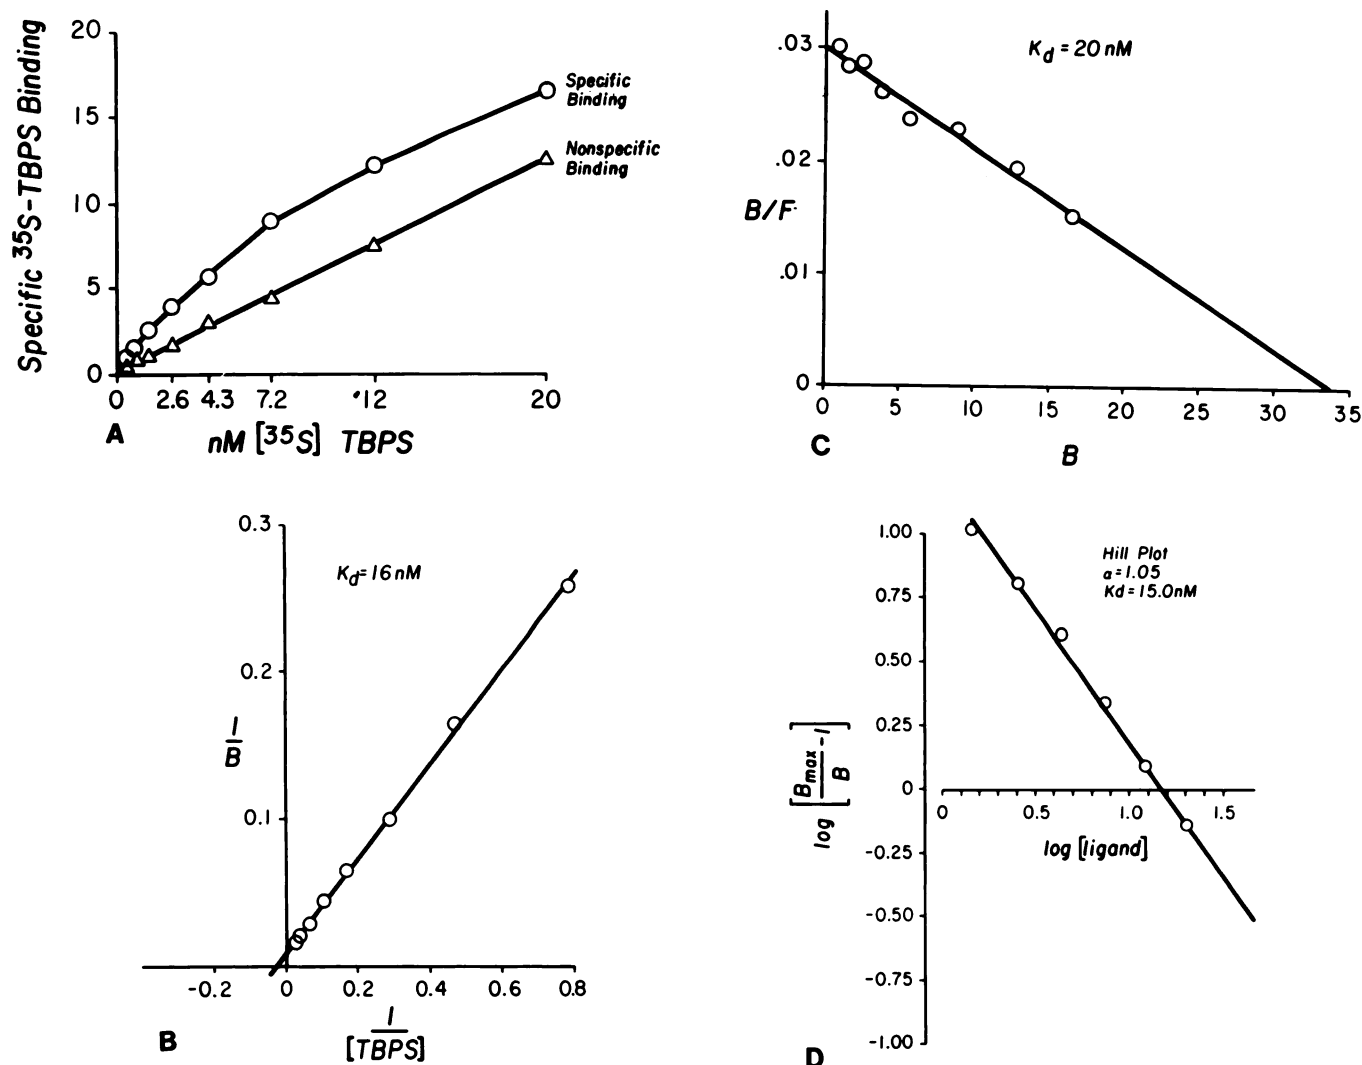 Specific ³⁵S-TBPS Binding
20
15
10
5
0
Specific
Binding
Nonspecific
Binding
0 2.6 4.3 7.2 12 20
A
nM [³⁵S] TBPS
Kd = 20 nM
.03
.02
B/F
.01
0
0 5 10 15 20 25 30 35
C
B
0.3
Kd = 16 nM
0.2
1
B
0.1
-0.2 0 0.2 0.4 0.6 0.8
1
[TBPS]
B
1.00
0.75
0.50
0.25
0
-0.25
-0.50
-0.75
-1.00
Hill Plot
a = 1.05
Kd = 15.0nM
log [Bmax/B -1]
0 0.5 1.0 1.5
log [ligand]
D